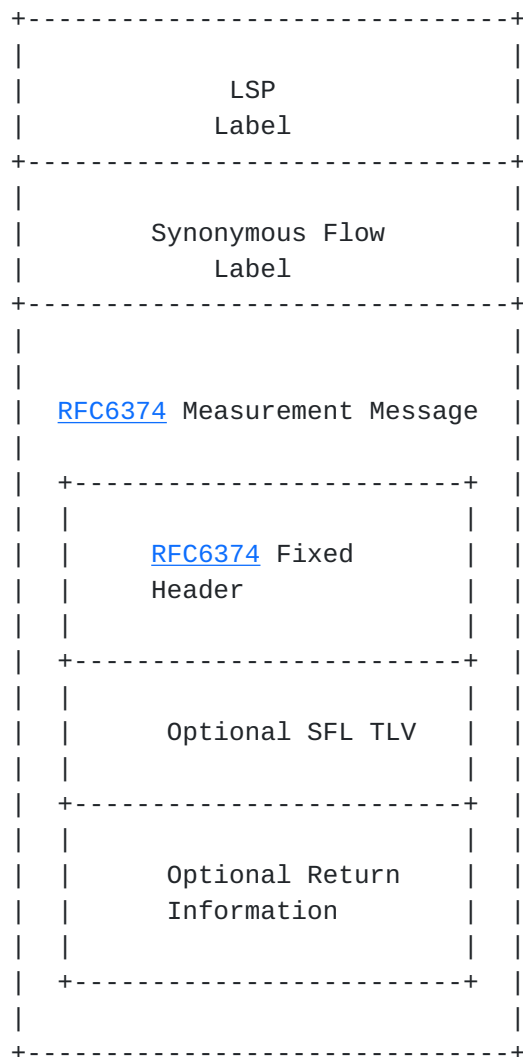 LSP
Label
Synonymous Flow
Label
RFC6374 Measurement Message
RFC6374 Fixed
Header
Optional SFL TLV
Optional Return
Information